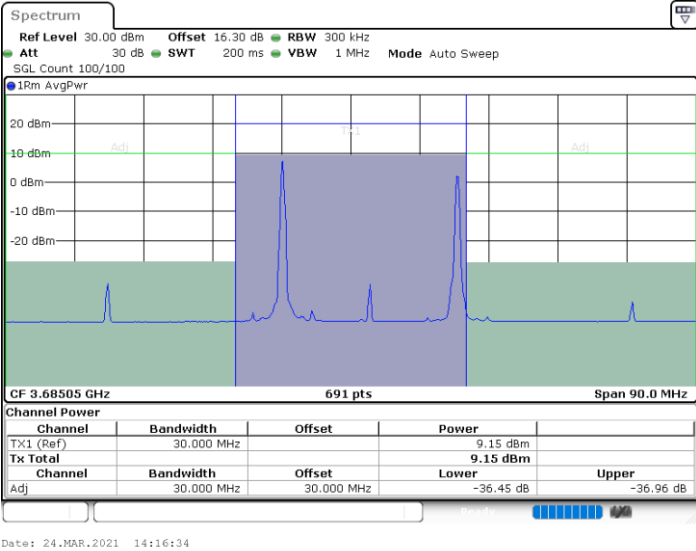 Spectrum
Ref Level 30.00 dBm Offset 16.30 dB RBW 300 kHz
Att 30 dB SWT 200 ms VBW 1 MHz Mode Auto Sweep
SGL Count 100/100
1Rm AvgPwr
TX1
20 dBm
Adj Adj
10 dBm
0 dBm
-10 dBm
-20 dBm
CF 3.68505 GHz 691 pts Span 90.0 MHz
Channel Power
Channel Bandwidth Offset Power
TX1 (Ref) 30.000 MHz 9.15 dBm
Tx Total 9.15 dBm
Channel Bandwidth Offset Lower Upper
Adj 30.000 MHz 30.000 MHz -36.45 dB -36.96 dB
Ready
Date: 24.MAR.2021 14:16:34